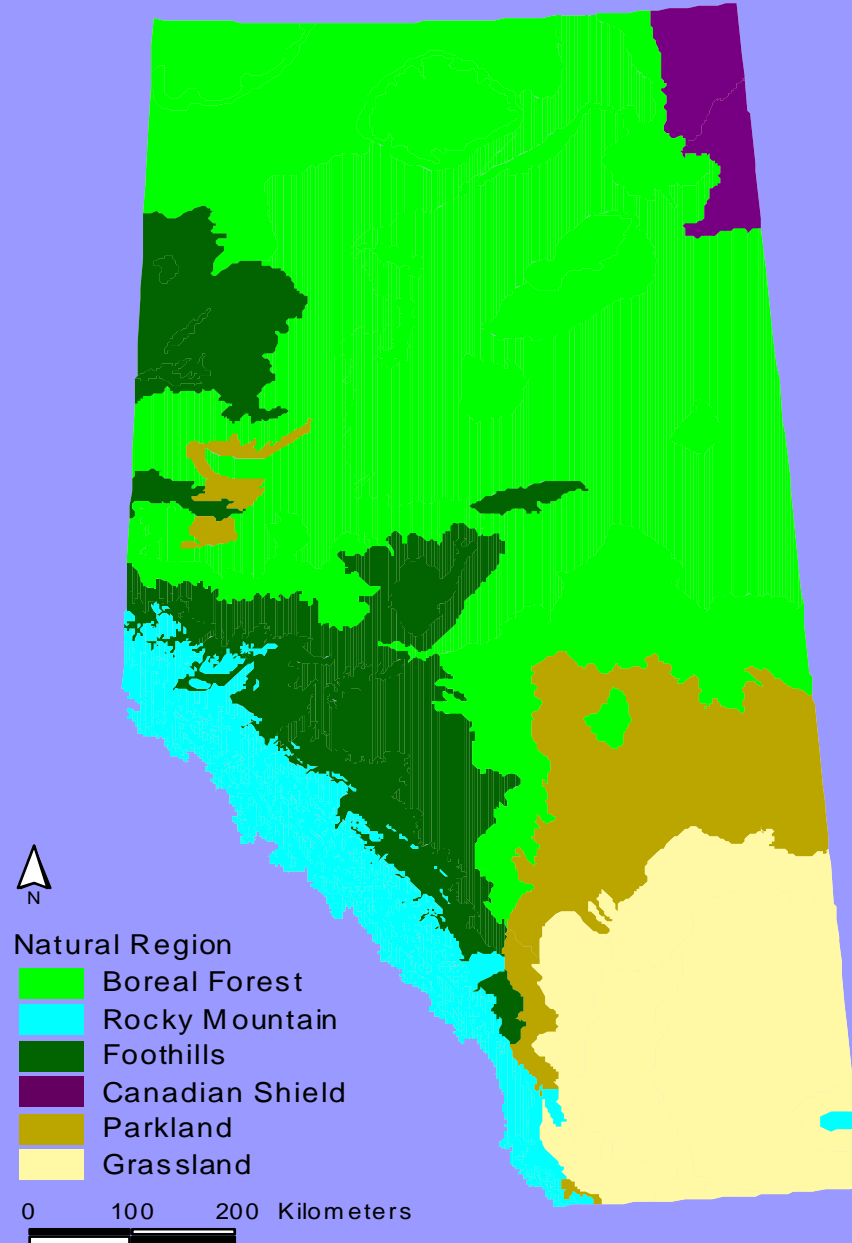 N
Natural Region
Boreal Forest
Rocky Mountain
Foothills
Canadian Shield
Parkland
Grassland
0 100 200 Kilometers